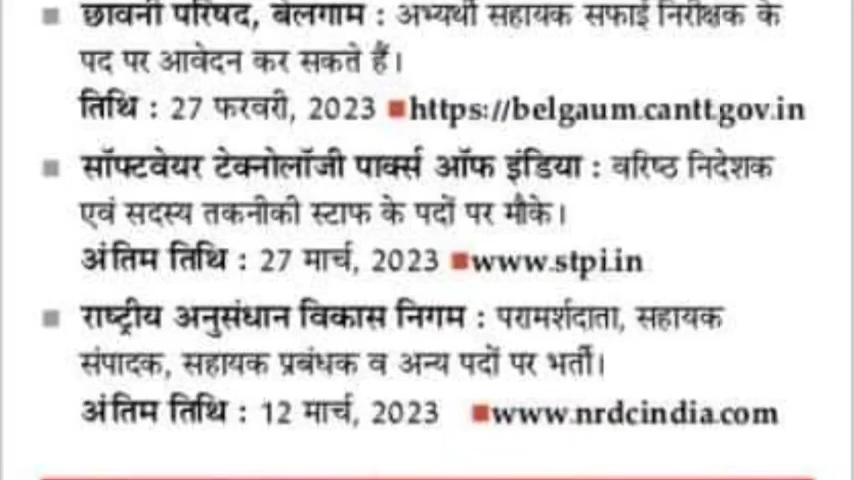 छावनी परिषद, बेलगाम : अभ्यर्थी सहायक सफाई निरीक्षक के
पद पर आवेदन कर सकते हैं।
तिथि : 27 फरवरी, 2023 https://belgaum.cantt.gov.in
सॉफ्टवेयर टेक्नोलॉजी पार्क्स ऑफ इंडिया : वरिष्ठ निदेशक
एवं सदस्य तकनीकी स्टाफ के पदों पर मौके।
अंतिम तिथि : 27 मार्च, 2023 www.stpi.in
राष्ट्रीय अनुसंधान विकास निगम : परामर्शदाता, सहायक
संपादक, सहायक प्रबंधक व अन्य पदों पर भर्ती।
अंतिम तिथि : 12 मार्च, 2023 www.nrdcindia.com